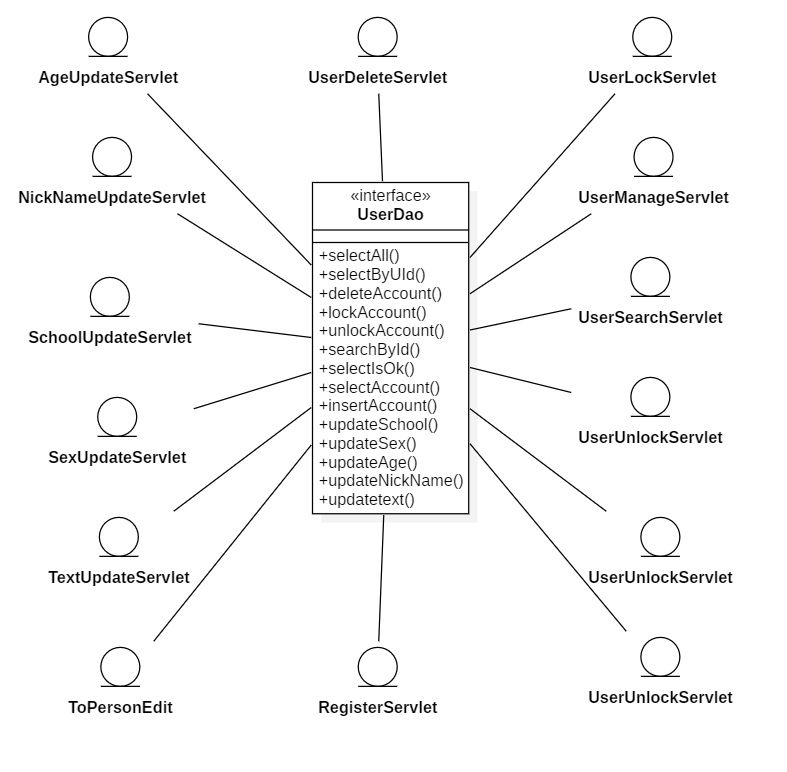 AgeUpdateServlet
UserDeleteServlet
UserLockServlet
NickNameUpdateServlet
«interface»
UserDao
UserManageServlet
+selectAll()
+selectByUId()
+deleteAccount()
+lockAccount()
+unlockAccount()
+searchById()
+selectIsOk()
+selectAccount()
+insertAccount()
+updateSchool()
+updateSex()
+updateAge()
+updateNickName()
+updatetext()
UserSearchServlet
SchoolUpdateServlet
UserUnlockServlet
SexUpdateServlet
TextUpdateServlet
UserUnlockServlet
ToPersonEdit
RegisterServlet
UserUnlockServlet